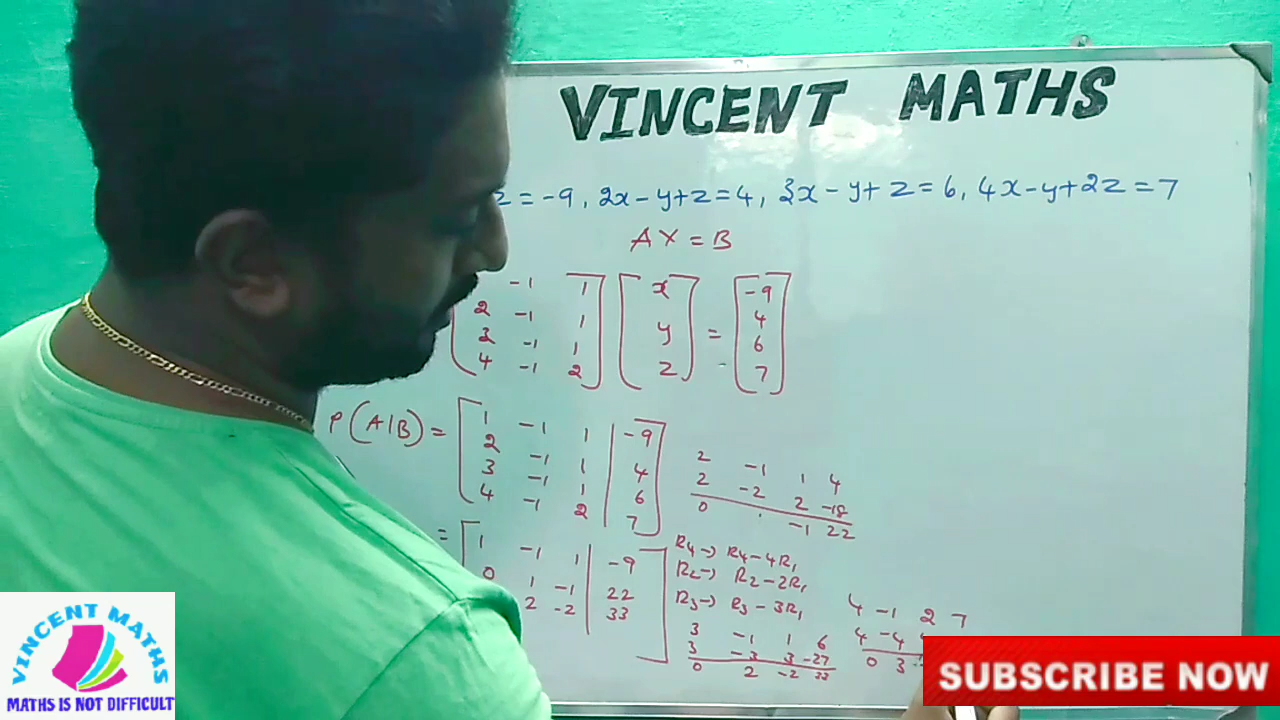 VINCENT MATHS
z = -9, 2x - y + z = 4, 3x - y + z = 6, 4x - y + 2z = 7
AX = B
-1 1 x -9
2 -1 1 y 4
3 -1 1 z = 6
4 -1 2 7
P(A|B) = 1 -1 1 | -9
2 -1 1 | 4
3 -1 1 | 6
4 -1 2 | 7
2 -1 1 4
2 -2 2 -18
0 1 -1 22
= 1 -1 1 | -9
0 1 -1 | 22
2 -2 | 33
R4 → R4 - 4R1
R2 → R2 - 2R1
R3 → R3 - 3R1
3 -1 1 6
3 -3 3 -27
0 2 -2 33
4 -1 2 7
4 -4
0 3
VINCENT MATHS
MATHS IS NOT DIFFICULT
SUBSCRIBE NOW